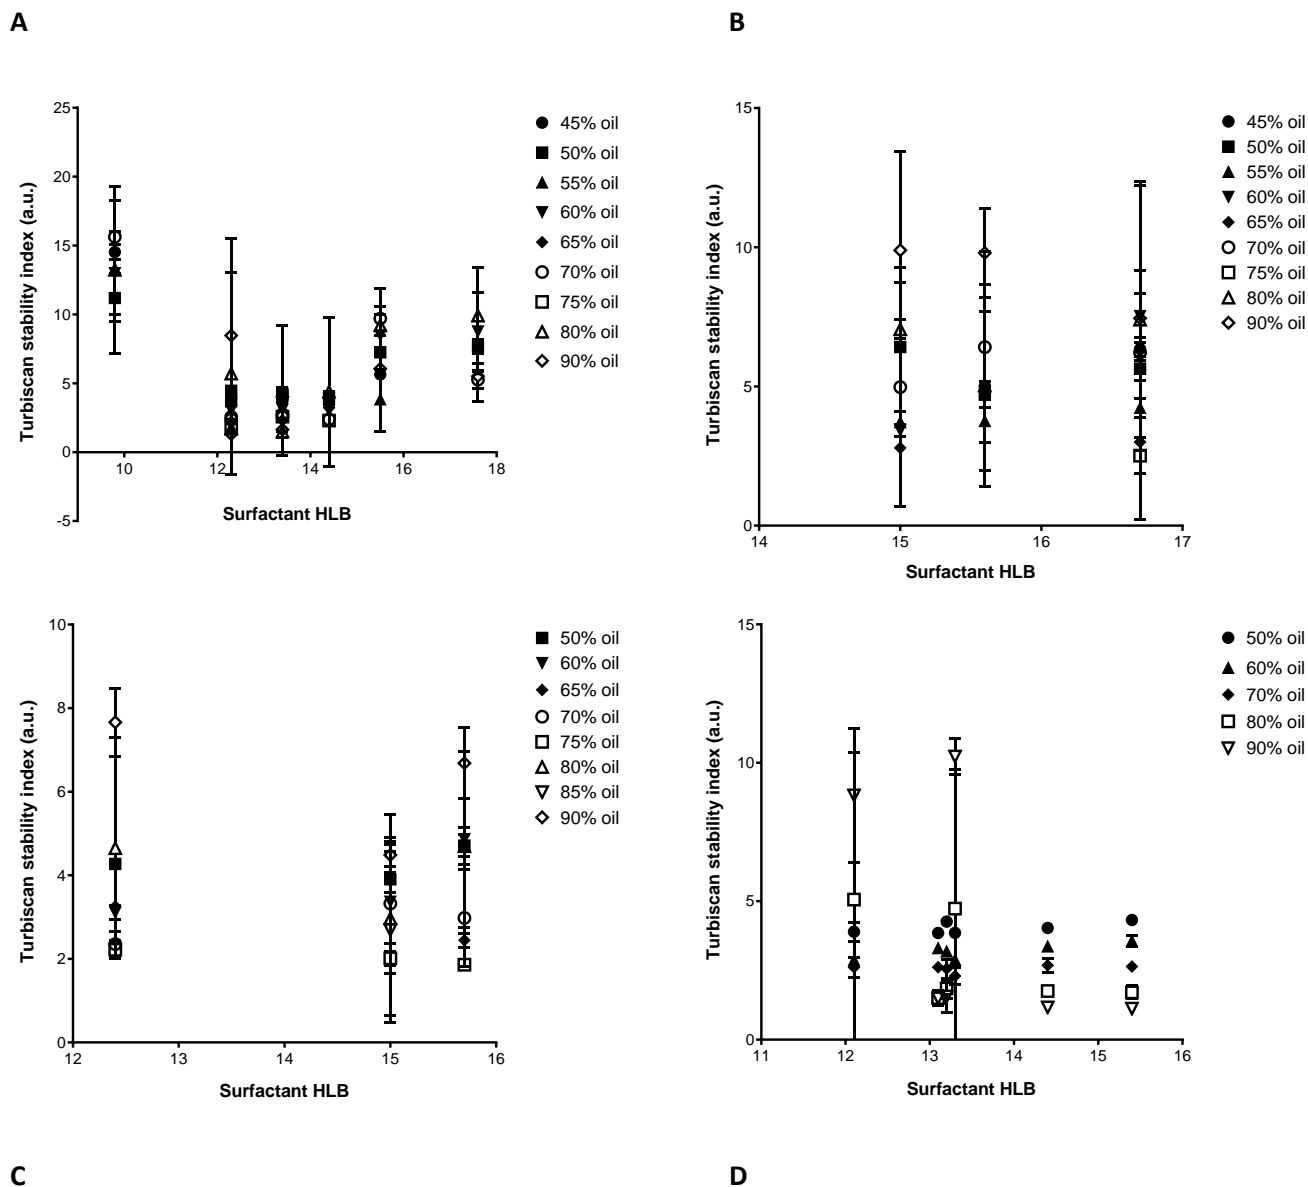 A
B
Turbiscan stability index (a.u.)
25
20
15
10
5
0
-5
10
12
14
16
18
Surfactant HLB
45% oil
50% oil
55% oil
60% oil
65% oil
70% oil
75% oil
80% oil
90% oil
Turbiscan stability index (a.u.)
15
10
5
0
14
15
16
17
Surfactant HLB
45% oil
50% oil
55% oil
60% oil
65% oil
70% oil
75% oil
80% oil
90% oil
Turbiscan stability index (a.u.)
10
8
6
4
2
0
12
13
14
15
16
Surfactant HLB
50% oil
60% oil
65% oil
70% oil
75% oil
80% oil
85% oil
90% oil
Turbiscan stability index (a.u.)
15
10
5
0
11
12
13
14
15
16
Surfactant HLB
50% oil
60% oil
70% oil
80% oil
90% oil
C
D